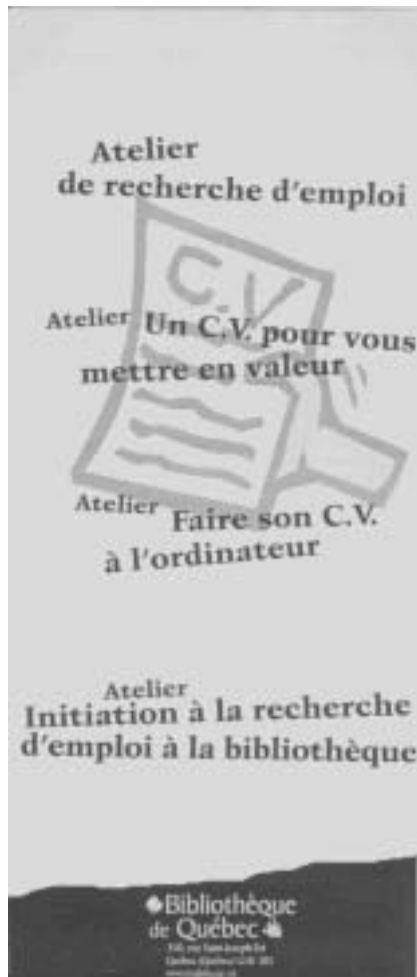 Atelier
de recherche d'emploi
C.V.
Atelier Un C.V. pour vous
mettre en valeur
Atelier Faire son C.V.
à l'ordinateur
Atelier
Initiation à la recherche
d'emploi à la bibliothèque
Bibliothèque
de Québec